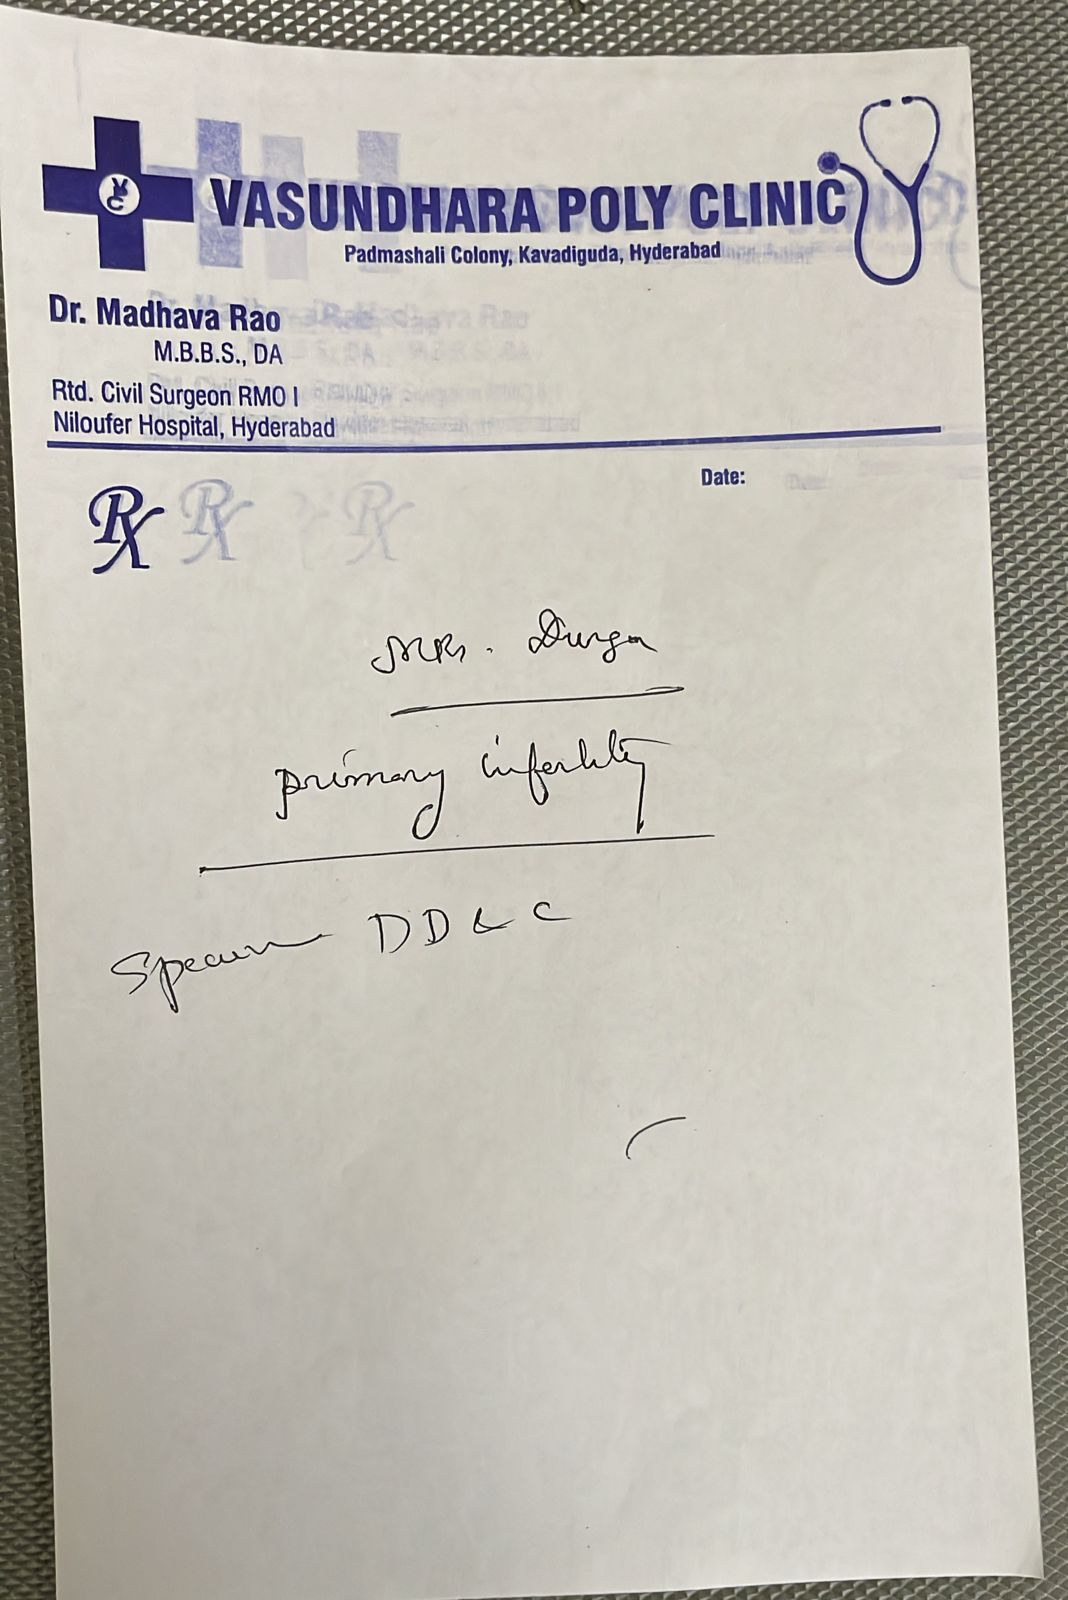 VASUNDHARA POLY CLINIC
Padmashali Colony, Kavadiguda, Hyderabad
Dr. Madhava Rao
M.B.B.S., DA
Rtd. Civil Surgeon RMO I
Niloufer Hospital, Hyderabad
Date:
Rx
Mrs. Durga
primary infertility
DD & C